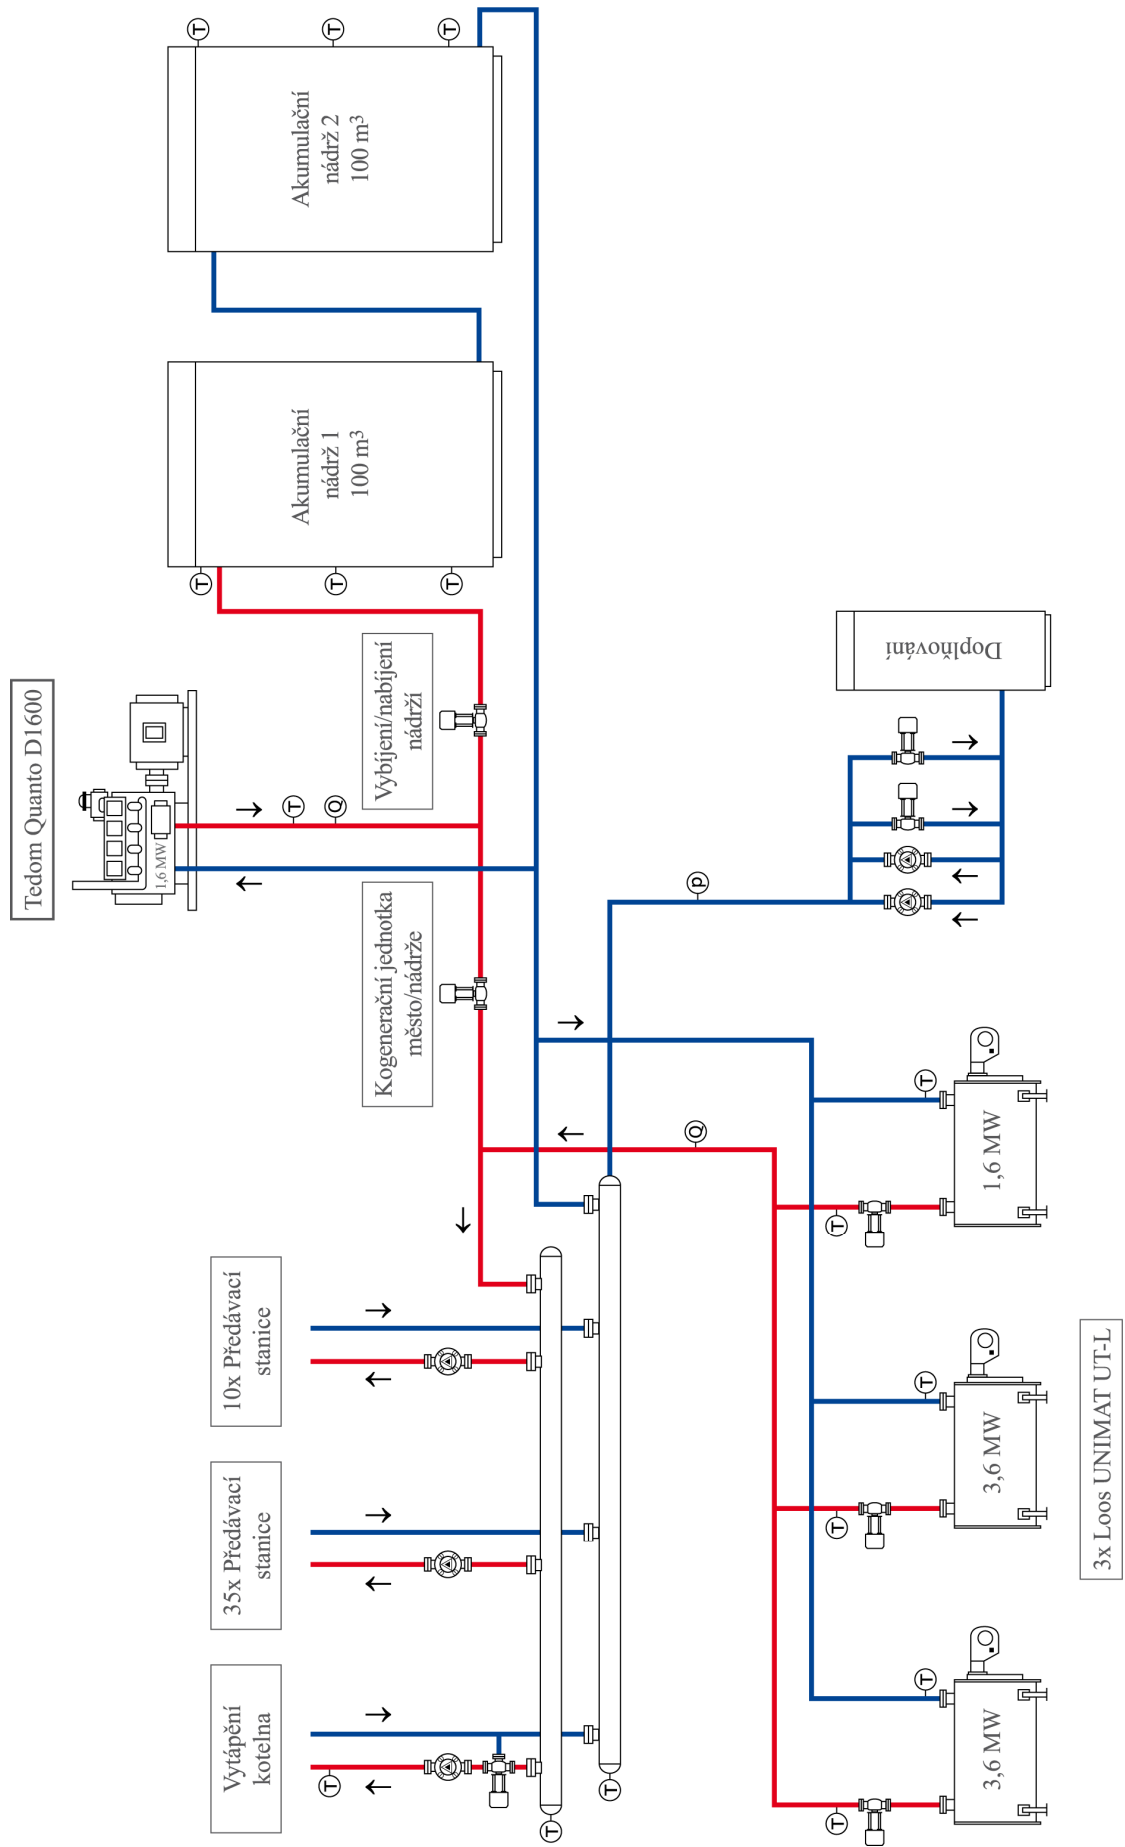 Tedom Quanto D1600
1,6 MW
T
T
Vytápění
kotelna
35x Předávací
stanice
10x Předávací
stanice
T
Q
Akumulační
nádrž 1
100 m³
Akumulační
nádrž 2
100 m³
T
T
T
Kogenerační jednotka
město/nádrže
Vybíjení/nabíjení
nádrží
T
T
T
T
Q
p
T
T
T
Doplňování
T
T
T
3,6 MW
3,6 MW
1,6 MW
3x Loos UNIMAT UT-L